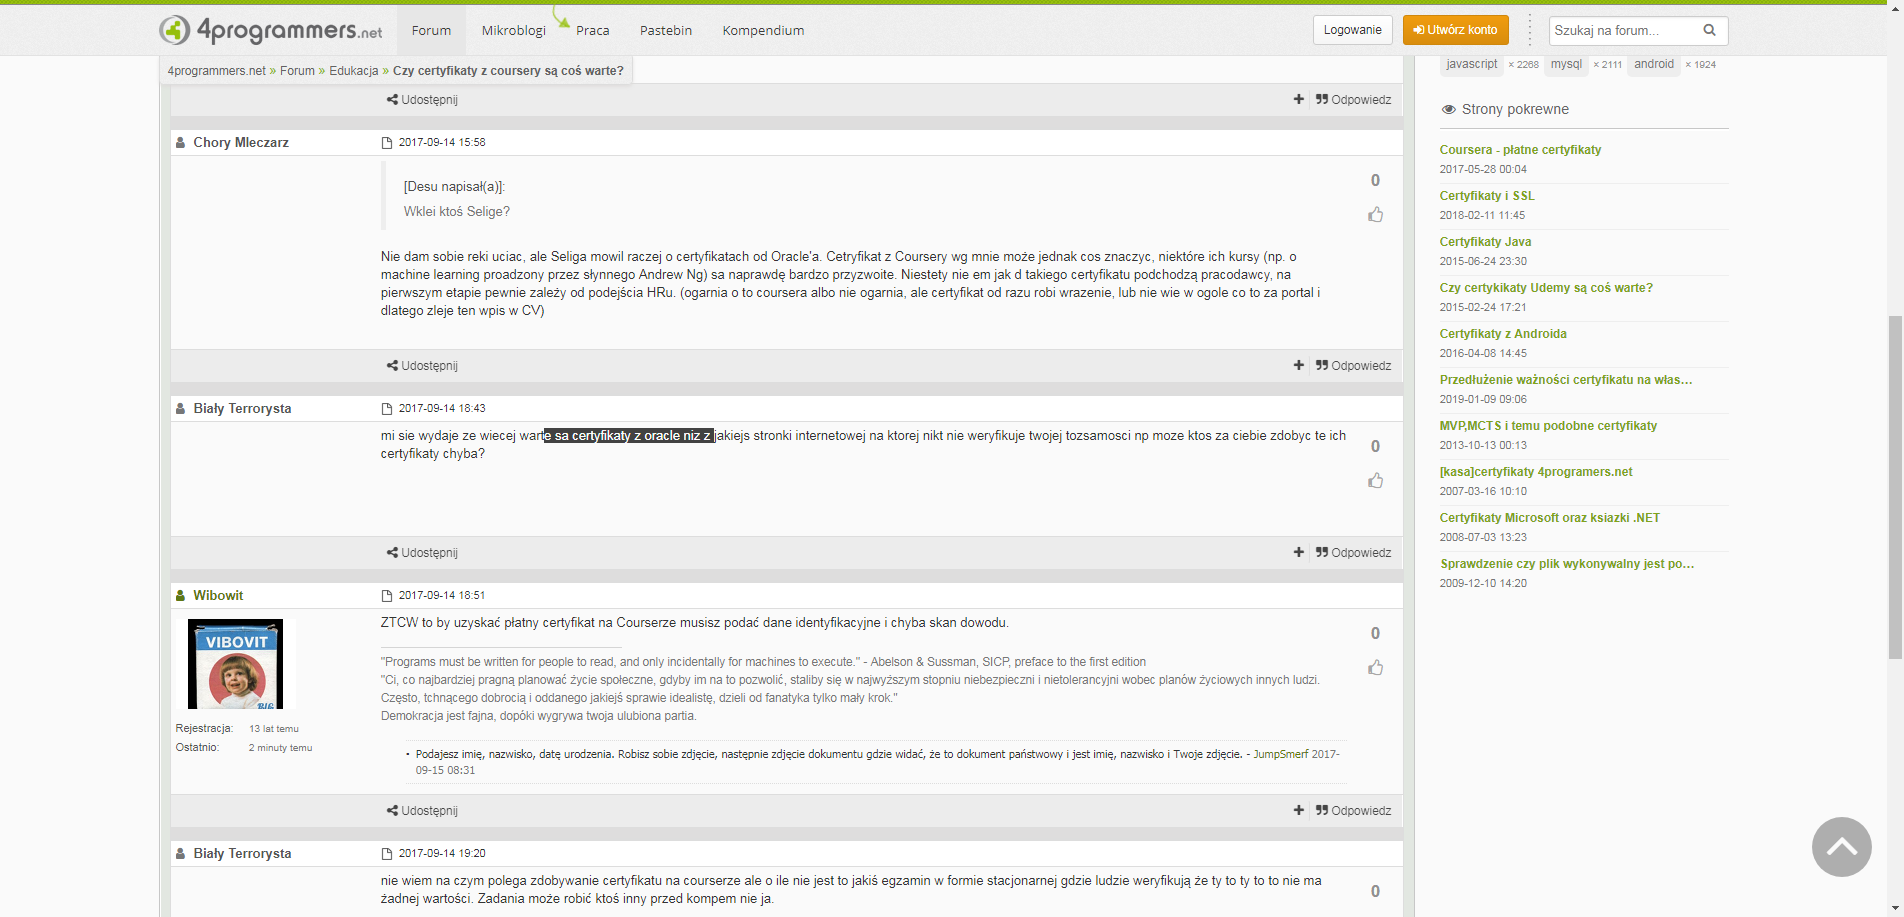 4programmers.net
Forum
Mikroblogi
Praca
Pastebin
Kompendium
Logowanie
Utwórz konto
Szukaj na forum...
4programmers.net » Forum » Edukacja » Czy certyfikaty z coursery są coś warte?
Udostępnij
Odpowiedz
Chory Mleczarz
2017-09-14 15:58
[Desu napisał(a)]:
Wklei ktoś Selige?
0
Nie dam sobie reki uciac, ale Seliga mowil raczej o certyfikatach od Oracle'a. Cetryfikat z Coursery wg mnie może jednak cos znaczyc, niektóre ich kursy (np. o
machine learning proadzony przez słynnego Andrew Ng) sa naprawdę bardzo przyzwoite. Niestety nie em jak d takiego certyfikatu podchodzą pracodawcy, na
pierwszym etapie pewnie zależy od podejścia HRu. (ogarnia o to coursera albo nie ogarnia, ale certyfikat od razu robi wrazenie, lub nie wie w ogole co to za portal i
dlatego zleje ten wpis w CV)
Udostępnij
Odpowiedz
Biały Terrorysta
2017-09-14 18:43
mi sie wydaje ze wiecej warte sa certyfikaty z oracle niz z jakiejs stronki internetowej na ktorej nikt nie weryfikuje twojej tozsamosci np moze ktos za ciebie zdobyc te ich
certyfikaty chyba?
0
Udostępnij
Odpowiedz
Wibowit
2017-09-14 18:51
VIBOVIT
Rejestracja: 13 lat temu
Ostatnio: 2 minuty temu
ZTCW to by uzyskać płatny certyfikat na Courserze musisz podać dane identyfikacyjne i chyba skan dowodu.
0
"Programs must be written for people to read, and only incidentally for machines to execute." - Abelson & Sussman, SICP, preface to the first edition
"Ci, co najbardziej pragną planować życie społeczne, gdyby im na to pozwolić, staliby się w najwyższym stopniu niebezpieczni i nietolerancyjni wobec planów życiowych innych ludzi.
Często, tchnącego dobrocią i oddanego jakiejś sprawie idealistę, dzieli od fanatyka tylko mały krok."
Demokracja jest fajna, dopóki wygrywa twoja ulubiona partia.
• Podajesz imię, nazwisko, datę urodzenia. Robisz sobie zdjęcie, następnie zdjęcie dokumentu gdzie widać, że to dokument państwowy i jest imię, nazwisko i Twoje zdjęcie. - JumpSmerf 2017-
09-15 08:31
Udostępnij
Odpowiedz
Biały Terrorysta
2017-09-14 19:20
nie wiem na czym polega zdobywanie certyfikatu na courserze ale o ile nie jest to jakiś egzamin w formie stacjonarnej gdzie ludzie weryfikują że ty to ty to to nie ma
żadnej wartości. Zadania może robić ktoś inny przed kompem nie ja.
0
javascript × 2268 mysql × 2111 android × 1924
Strony pokrewne
Coursera - płatne certyfikaty
2017-05-28 00:04
Certyfikaty i SSL
2018-02-11 11:45
Certyfikaty Java
2015-06-24 23:30
Czy certykikaty Udemy są coś warte?
2015-02-24 17:21
Certyfikaty z Androida
2016-04-08 14:45
Przedłużenie ważności certyfikatu na włas...
2019-01-09 09:06
MVP,MCTS i temu podobne certyfikaty
2013-10-13 00:13
[kasa]certyfikaty 4programers.net
2007-03-16 10:10
Certyfikaty Microsoft oraz ksiazki .NET
2008-07-03 13:23
Sprawdzenie czy plik wykonywalny jest po...
2009-12-10 14:20